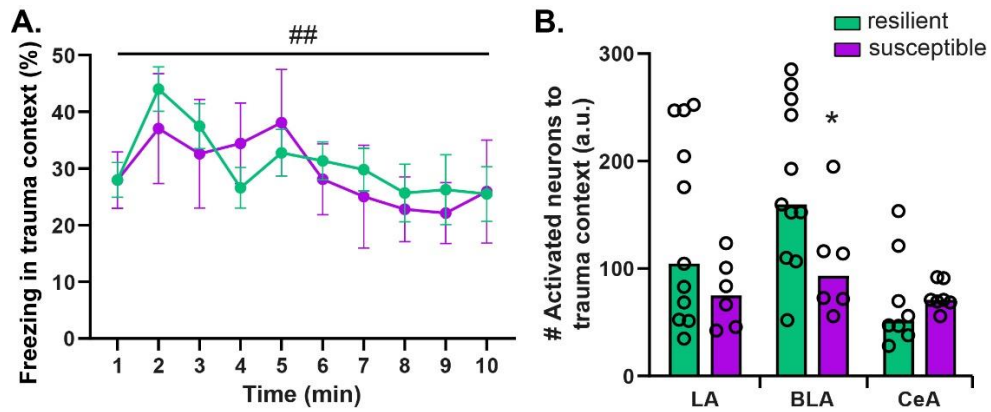 A.
##
Freezing in trauma context (%)
50
40
30
20
10
0
1 2 3 4 5 6 7 8 9 10
Time (min)
B.
resilient
susceptible
# Activated neurons to
trauma context (a.u.)
300
200
100
0
*
LA BLA CeA